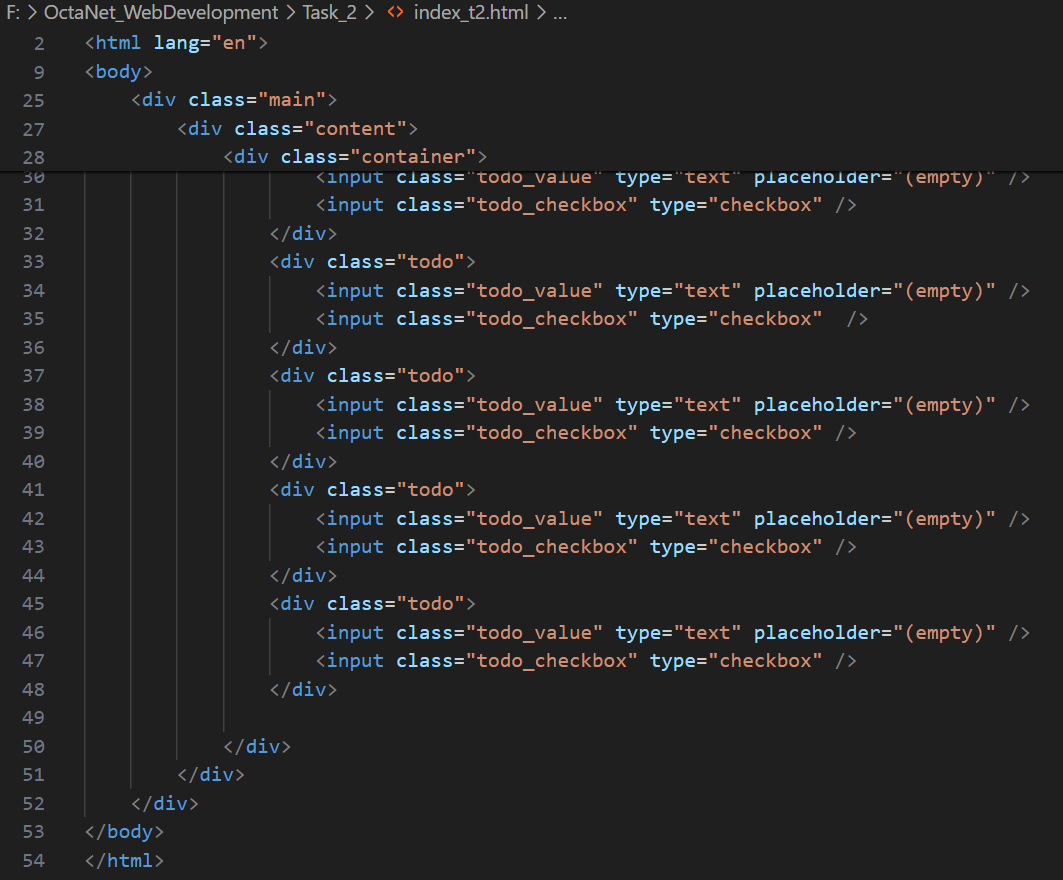 F: > OctaNet_WebDevelopment > Task_2 > <> index_t2.html > ...
2 <html lang="en">
9 <body>
25 <div class="main">
27 <div class="content">
28 <div class="container">
30 <input class="todo_value" type="text" placeholder="(empty)" />
31 <input class="todo_checkbox" type="checkbox" />
32 </div>
33 <div class="todo">
34 <input class="todo_value" type="text" placeholder="(empty)" />
35 <input class="todo_checkbox" type="checkbox"  />
36 </div>
37 <div class="todo">
38 <input class="todo_value" type="text" placeholder="(empty)" />
39 <input class="todo_checkbox" type="checkbox" />
40 </div>
41 <div class="todo">
42 <input class="todo_value" type="text" placeholder="(empty)" />
43 <input class="todo_checkbox" type="checkbox" />
44 </div>
45 <div class="todo">
46 <input class="todo_value" type="text" placeholder="(empty)" />
47 <input class="todo_checkbox" type="checkbox" />
48 </div>
49
50 </div>
51 </div>
52 </div>
53 </body>
54 </html>